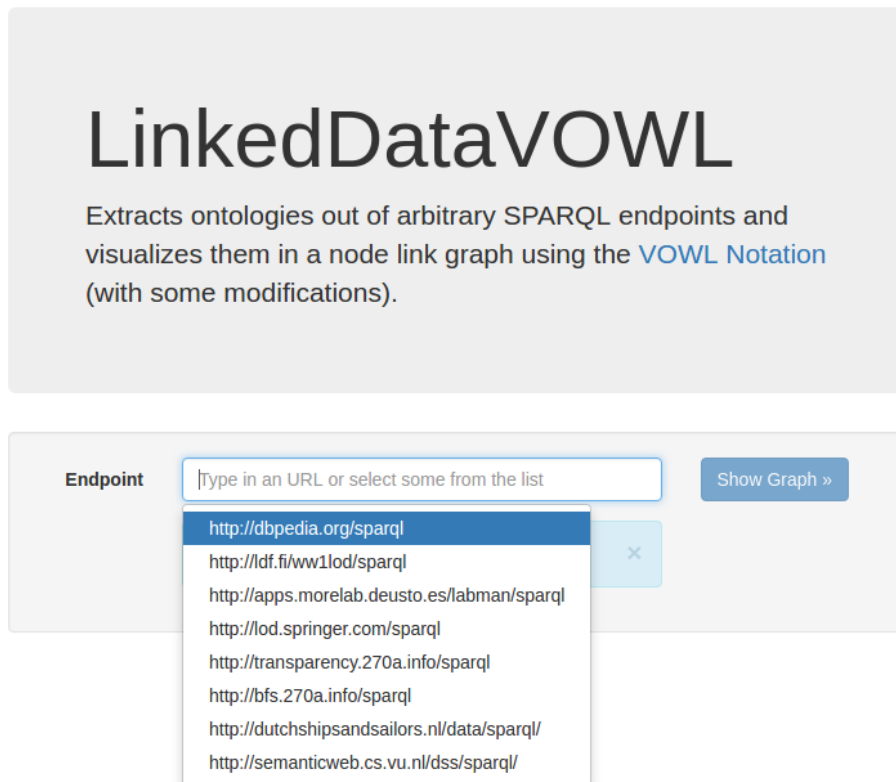 LinkedDataVOWL
Extracts ontologies out of arbitrary SPARQL endpoints and
visualizes them in a node link graph using the VOWL Notation
(with some modifications).
Endpoint
Type in an URL or select some from the list
Show Graph »
http://dbpedia.org/sparql
×
http://ldf.fi/ww1lod/sparql
http://apps.morelab.deusto.es/labman/sparql
http://lod.springer.com/sparql
http://transparency.270a.info/sparql
http://bfs.270a.info/sparql
http://dutchshipsandsailors.nl/data/sparql/
http://semanticweb.cs.vu.nl/dss/sparql/